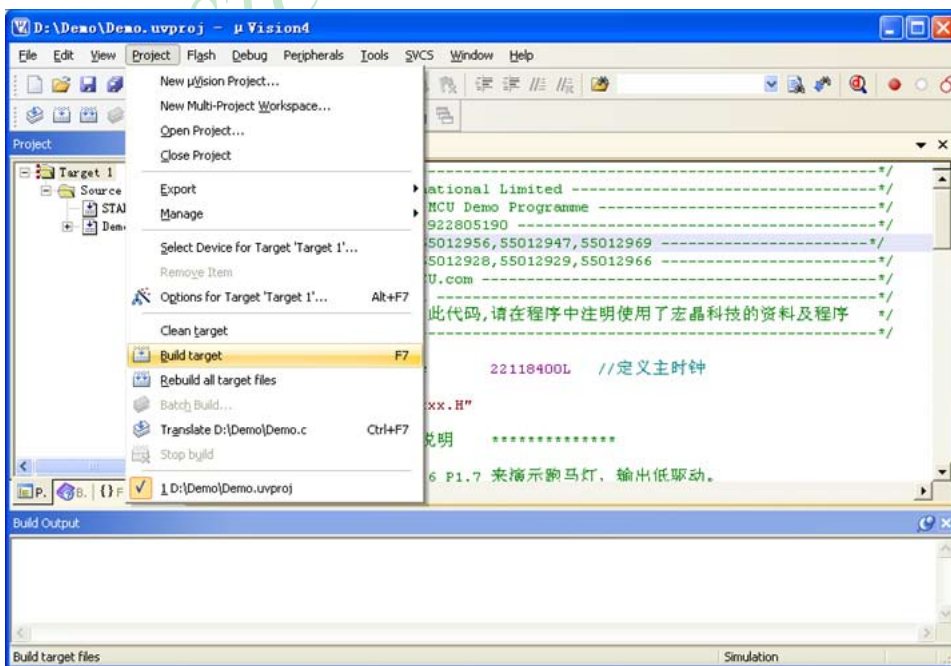 D:\Demo\Demo.uvproj - µVision4
File Edit View Project Flash Debug Peripherals Tools SVCS Window Help
New µVision Project...
New Multi-Project Workspace...
Open Project...
Close Project
Export
Manage
Select Device for Target 'Target 1'...
Remove Item
Options for Target 'Target 1'... Alt+F7
Clean target
Build target F7
Rebuild all target files
Batch Build...
Translate D:\Demo\Demo.c Ctrl+F7
Stop build
1 D:\Demo\Demo.uvproj
Project
Target 1
Source
STA
Dem
P. B. {} F
national Limited ---------------------------------------------------*/
MCU Demo Programme -----------------------------------------------*/
922805190 --------------------------------------------------------*/
55012956,55012947,55012969 -------------------------*/
55012928,55012929,55012966 --------------------------*/
U.com ------------------------------------------------------------*/
------------------------------------------------------------------*/
此代码,请在程序中注明使用了宏晶科技的资料及程序 */
------------------------------------------------------------------*/
22118400L //定义主时钟
xx.H"
说明 **************
6 P1.7 来演示跑马灯, 输出低驱动。
Build Output
Build target files
Simulation